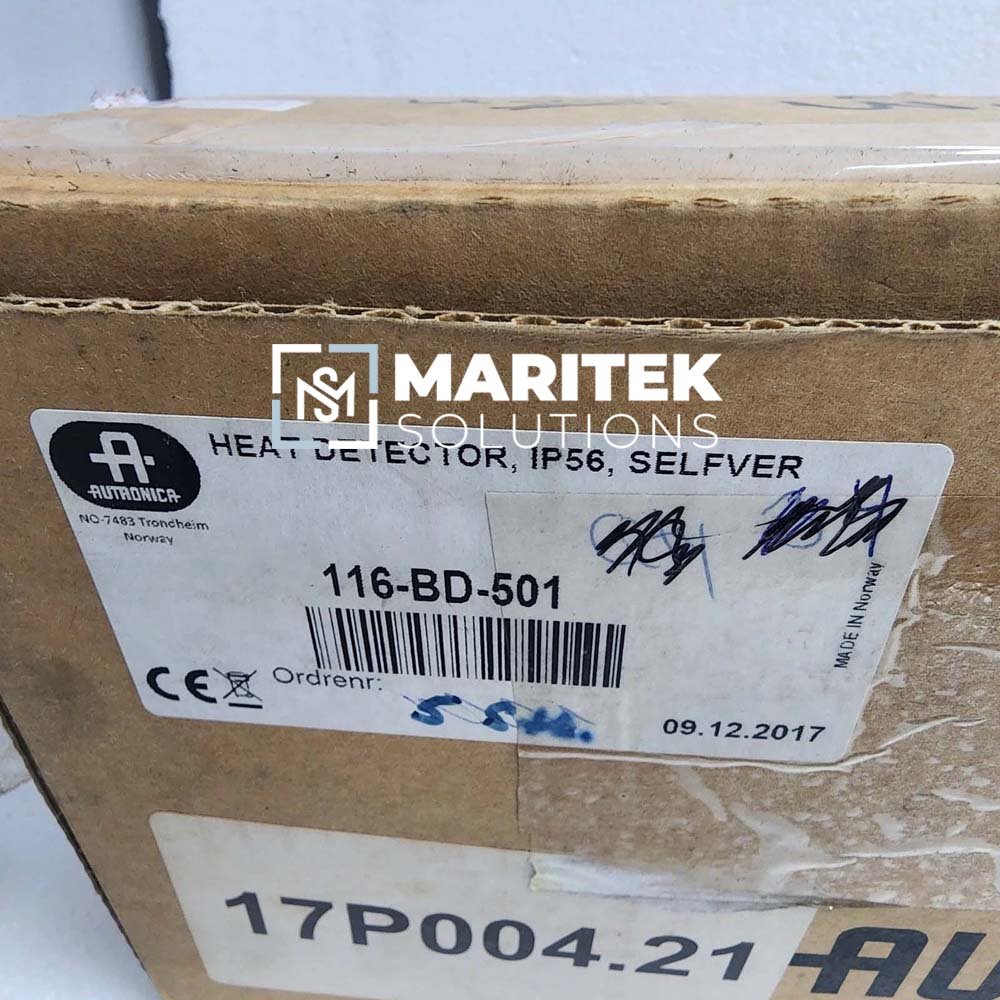 MARITEK
SOLUTIONS
HEAT DETECTOR, IP56, SELFVER
AUTRONICA
NO-7483 Trondheim
Norway
116-BD-501
MADE IN Norway
CE
Ordrenr:
09.12.2017
17P004.21